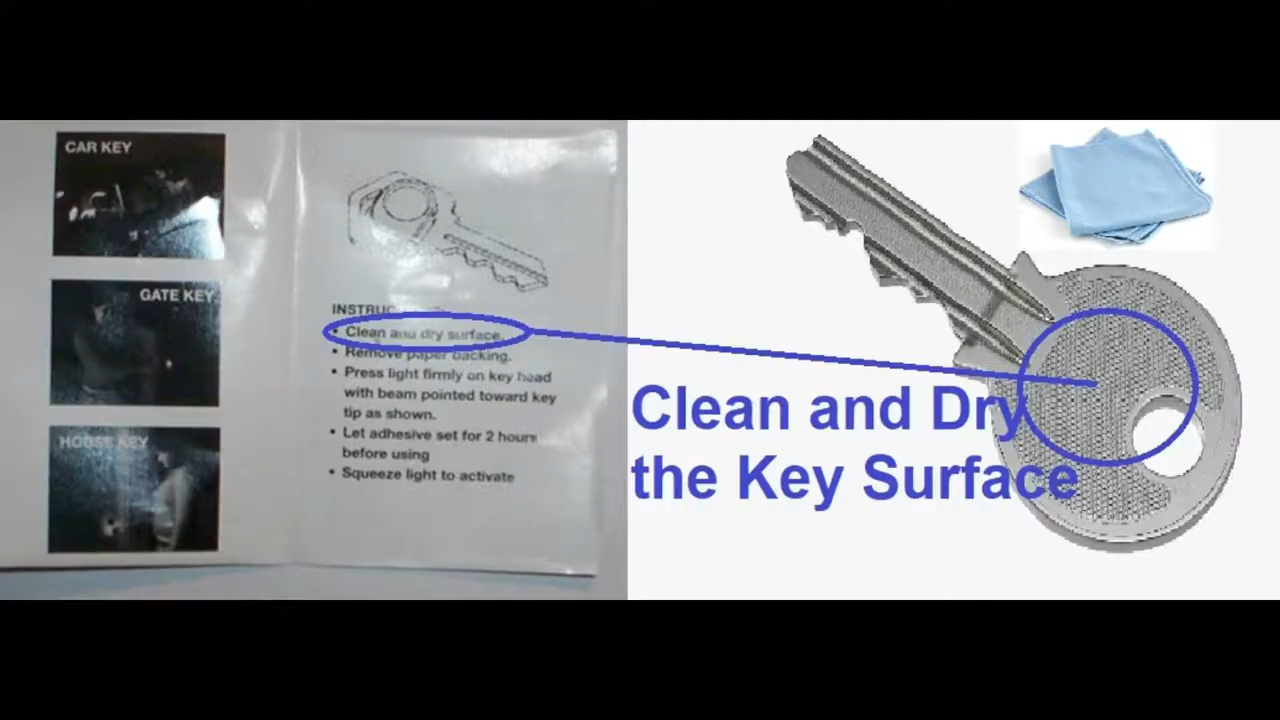 CAR KEY
GATE KEY
HOUSE KEY
• Clean and dry surface.
• Remove paper backing.
• Press light firmly on key head
with beam pointed toward key
tip as shown.
• Let adhesive set for 2 hours
before using
• Squeeze light to activate
Clean and Dry
the Key Surface